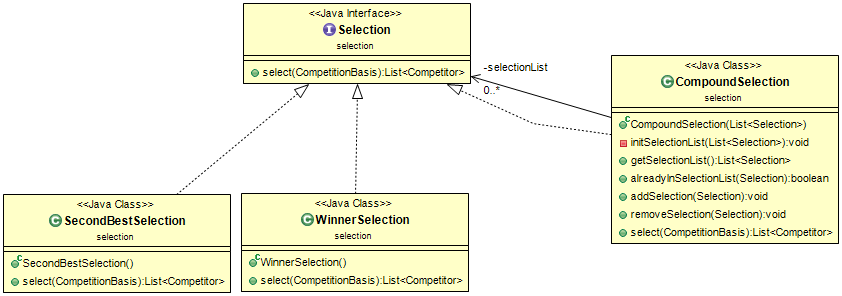 <<Java Interface>>
Selection
selection
select(CompetitionBasis):List<Competitor>
-selectionList
0..*
<<Java Class>>
CompoundSelection
selection
CompoundSelection(List<Selection>)
initSelectionList(List<Selection>):void
getSelectionList():List<Selection>
alreadyInSelectionList(Selection):boolean
addSelection(Selection):void
removeSelection(Selection):void
select(CompetitionBasis):List<Competitor>
<<Java Class>>
SecondBestSelection
selection
SecondBestSelection()
select(CompetitionBasis):List<Competitor>
<<Java Class>>
WinnerSelection
selection
WinnerSelection()
select(CompetitionBasis):List<Competitor>